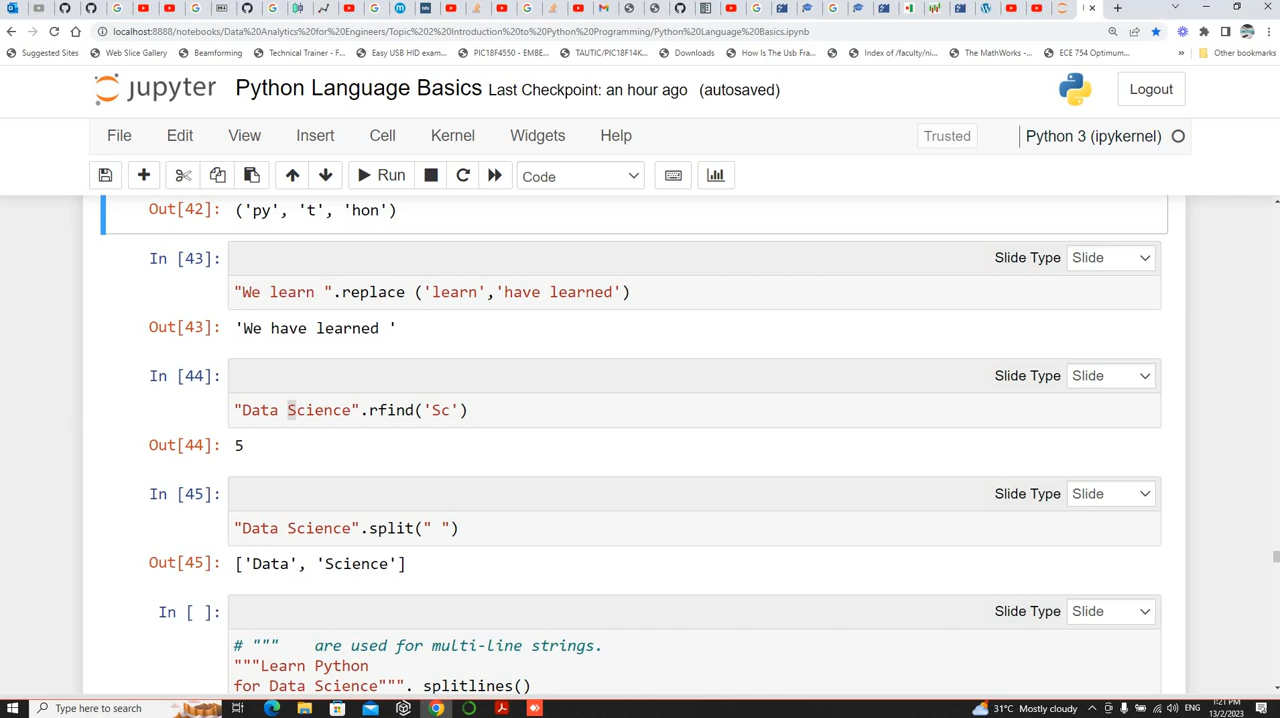 localhost:8888/notebooks/Data%20Analytics%20for%20Engineers/Topic%202%20Introduction%20to%20Python%20Programming/Python%20Language%20Basics.ipynb
Suggested Sites Web Slice Gallery Beamforming Technical Trainer - F... Easy USB HID exam... PIC18F4550 - EMBE... TAUTIC/PIC18F14K... Downloads How Is The Usb Fra... Index of /faculty/ni... The MathWorks -... ECE 754 Optimum... » Other bookmarks
jupyter Python Language Basics Last Checkpoint: an hour ago (autosaved) Logout
File Edit View Insert Cell Kernel Widgets Help Trusted Python 3 (ipykernel)
Run Code
Out[42]: ('py', 't', 'hon')
In [43]: Slide Type Slide
"We learn ".replace ('learn','have learned')
Out[43]: 'We have learned '
In [44]: Slide Type Slide
"Data Science".rfind('Sc')
Out[44]: 5
In [45]: Slide Type Slide
"Data Science".split(" ")
Out[45]: ['Data', 'Science']
In [ ]: Slide Type Slide
# """ are used for multi-line strings.
"""Learn Python
for Data Science""". splitlines()
Type here to search 31°C Mostly cloudy 1:21 PM
13/2/2023